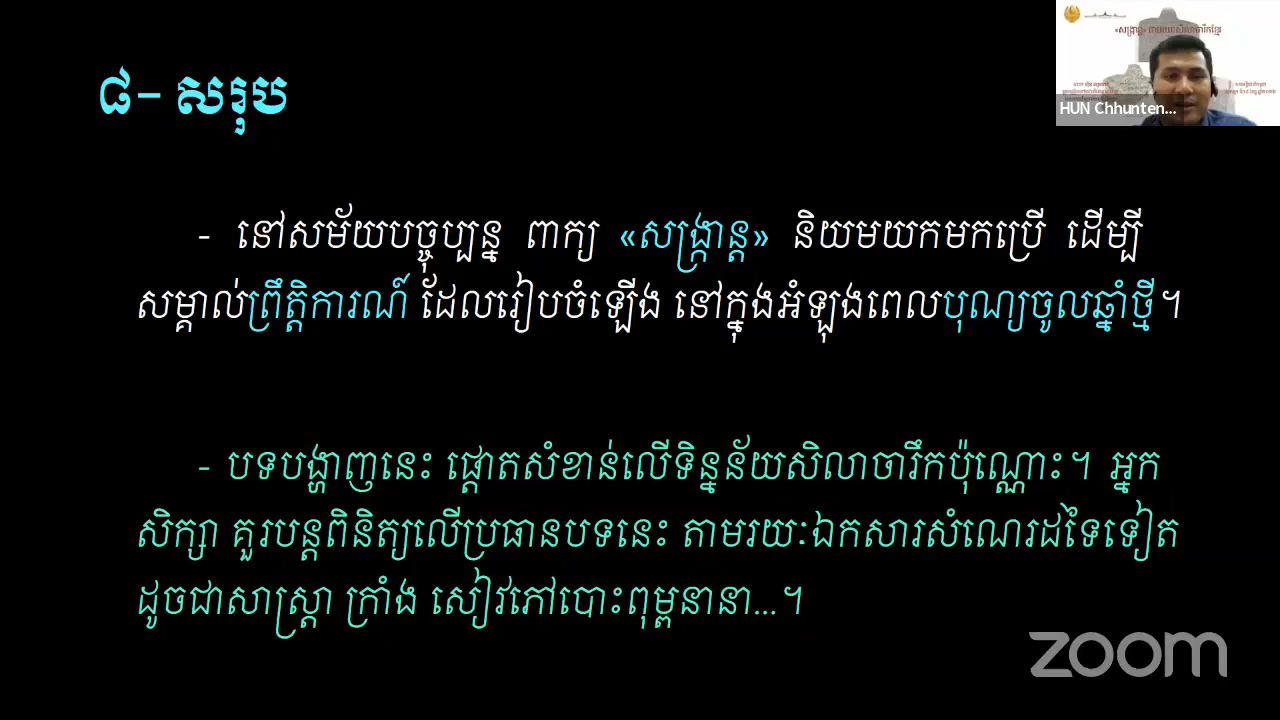 ៨- សរុប
HUN Chhunten...
- នៅសម័យបច្ចុប្បន្ន ពាក្យ «សង្ក្រាន្ត» និយមយកមកប្រើ ដើម្បី
សម្គាល់ព្រឹត្តិការណ៍ ដែលរៀបចំឡើង នៅក្នុងអំឡុងពេលបុណ្យចូលឆ្នាំថ្មី។
- បទបង្ហាញនេះ ផ្តោតសំខាន់លើទិន្នន័យសិលាចារឹកប៉ុណ្ណោះ។ អ្នក
សិក្សា គួរបន្តពិនិត្យលើប្រធានបទនេះ តាមរយៈឯកសារសំណេរដទៃទៀត
ដូចជាសាស្ត្រា ក្រាំង សៀវភៅបោះពុម្ពនានា...។
zoom